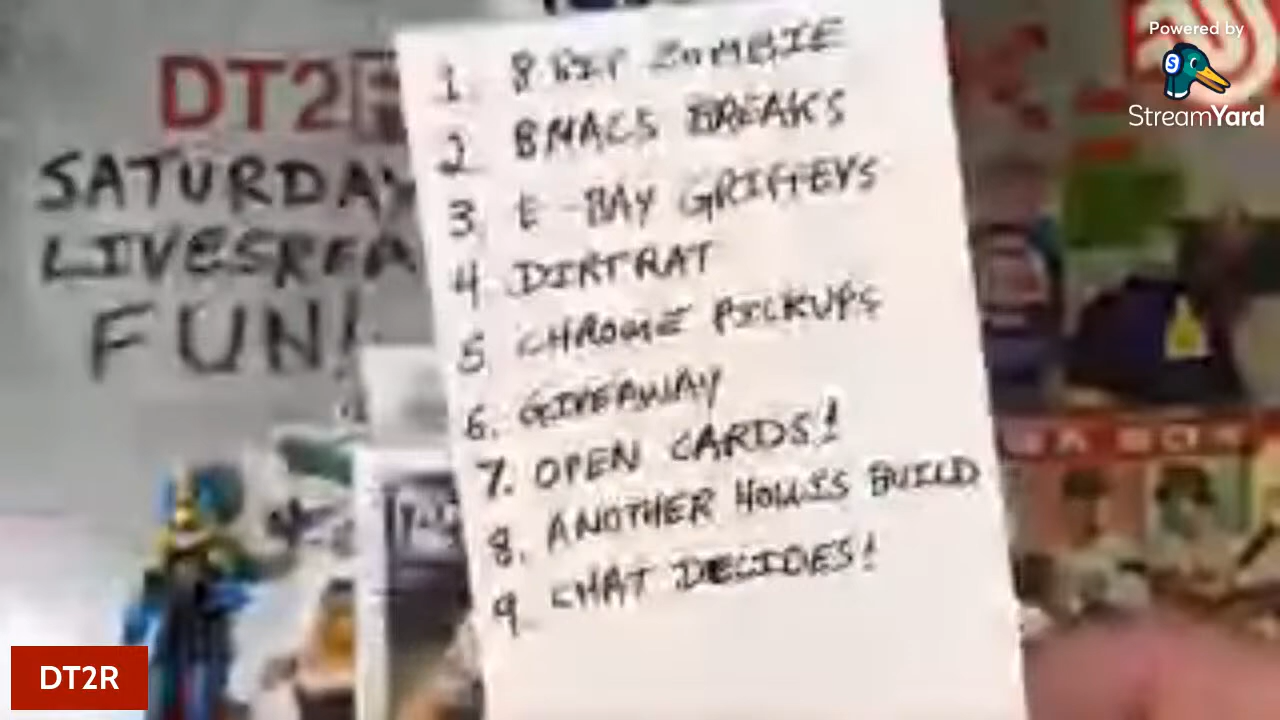 DT2R
SATURDAY
LIVESREA
FUN!
1. 8 BIT ZOMBIE
2. BMACS BREAKS
3. E-BAY GRIFFEYS
4. DIRTRAT
5. CHROME PICKUPS
6. GIVEAWAY
7. OPEN CARDS!
8. ANOTHER HOLLIS BUILD
9. CHAT DECIDES!
Powered by
StreamYard
DT2R